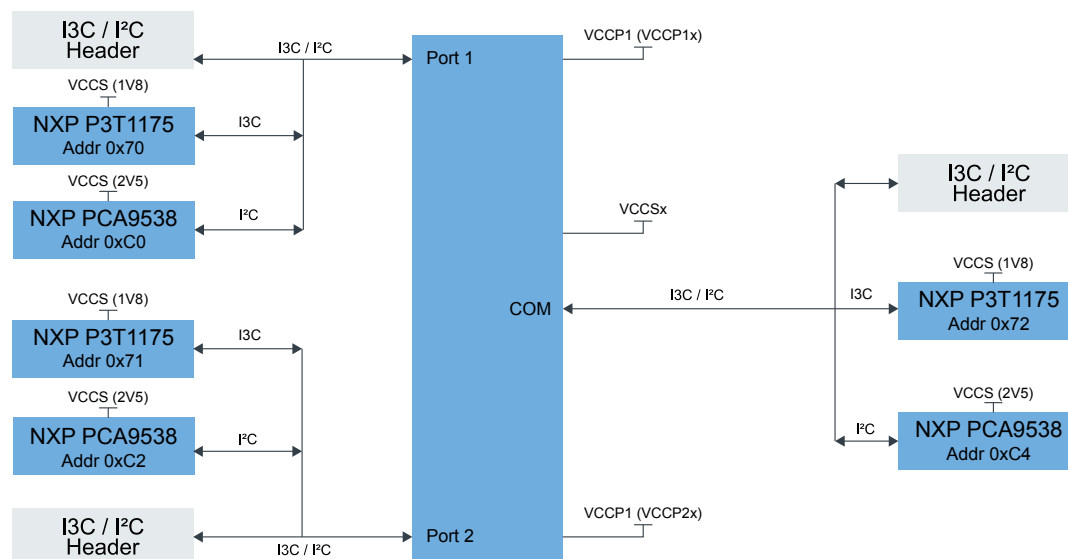 I3C / I²C
Header
VCCS (1V8)
NXP P3T1175
Addr 0x70
VCCS (2V5)
NXP PCA9538
Addr 0xC0
VCCS (1V8)
NXP P3T1175
Addr 0x71
VCCS (2V5)
NXP PCA9538
Addr 0xC2
I3C / I²C
Header
I3C / I²C
I3C
I²C
I3C
I²C
I3C / I²C
Port 1
COM
Port 2
VCCP1 (VCCP1x)
VCCSx
I3C / I²C
VCCP1 (VCCP2x)
I3C
I²C
I3C / I²C
Header
VCCS (1V8)
NXP P3T1175
Addr 0x72
VCCS (2V5)
NXP PCA9538
Addr 0xC4